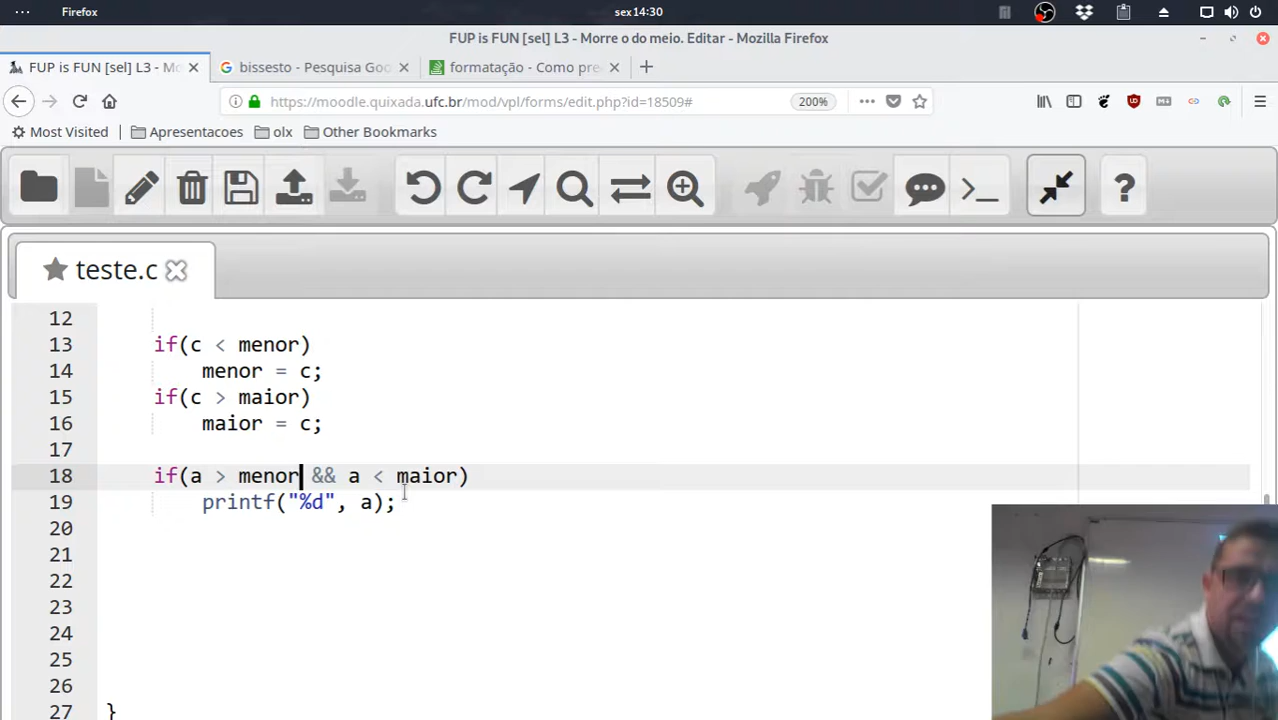 Firefox
sex14:30
FUP is FUN [sel] L3 - Morre o do meio. Editar - Mozilla Firefox
FUP is FUN [sel] L3 - Mo
bissesto - Pesquisa Goo
formatação - Como pre
https://moodle.quixada.ufc.br/mod/vpl/forms/edit.php?id=18509#
200%
Most Visited
Apresentacoes
olx
Other Bookmarks
teste.c
12
13 if(c < menor)
14 menor = c;
15 if(c > maior)
16 maior = c;
17
18 if(a > menor && a < maior)
19 printf("%d", a);
20
21
22
23
24
25
26
27 }